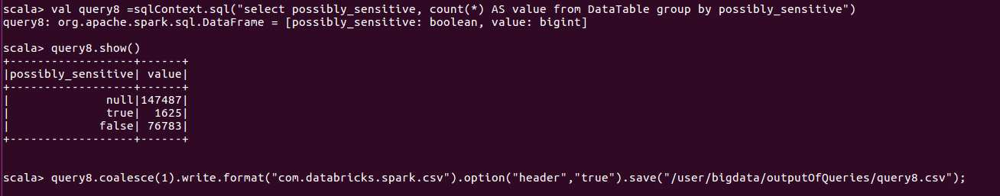 scala> val query8 =sqlContext.sql("select possibly_sensitive, count(*) AS value from DataTable group by possibly_sensitive")
query8: org.apache.spark.sql.DataFrame = [possibly_sensitive: boolean, value: bigint]
scala> query8.show()
+------------------+------+
|possibly_sensitive| value|
+------------------+------+
|              null|147487|
|              true|  1625|
|             false| 76783|
+------------------+------+
scala> query8.coalesce(1).write.format("com.databricks.spark.csv").option("header","true").save("/user/bigdata/outputOfQueries/query8.csv");